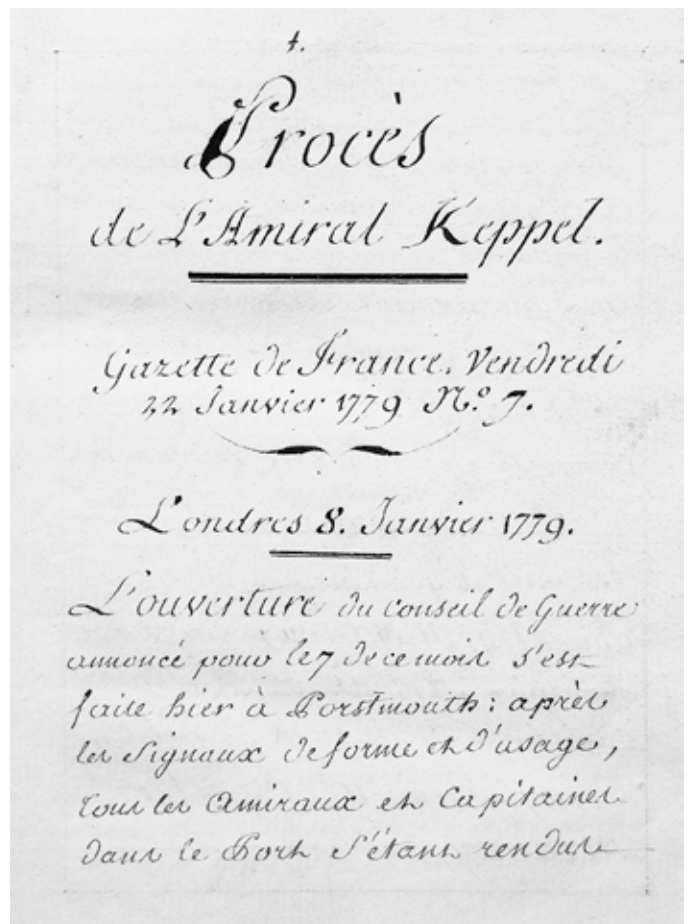 1.
Procès
de L'Amiral Keppel.
Gazette de France. Vendredi
22 Janvier 1779 N.º 7.
Londres 8. Janvier 1779.
L'ouverture du Conseil de Guerre
annoncé pour le 7 de ce mois s'est
faite hier à Porstmouth: après
les Signaux de forme et d'usage,
tous les Amiraux et Capitaines
dans le Port s'étant rendus